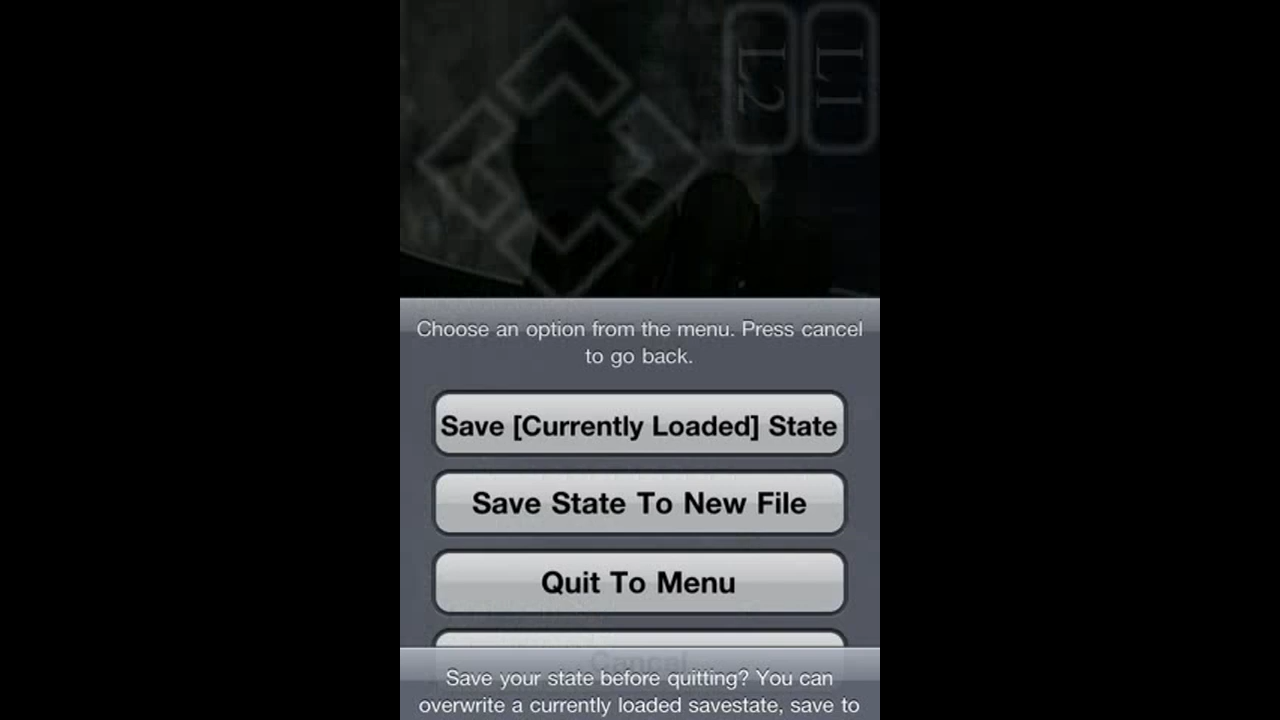 L2
L1
Choose an option from the menu. Press cancel
to go back.
Save [Currently Loaded] State
Save State To New File
Quit To Menu
Cancel
Save your state before quitting? You can
overwrite a currently loaded savestate, save to